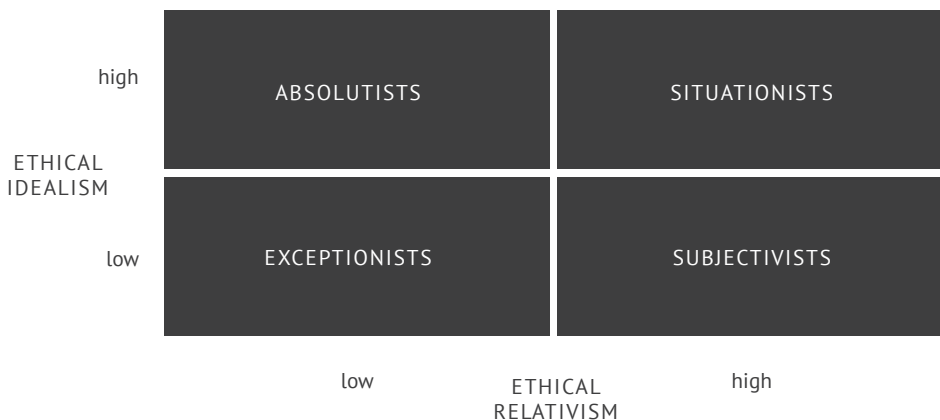 high
ABSOLUTISTS
SITUATIONISTS
ETHICAL
IDEALISM
low
EXCEPTIONISTS
SUBJECTIVISTS
low
ETHICAL
RELATIVISM
high